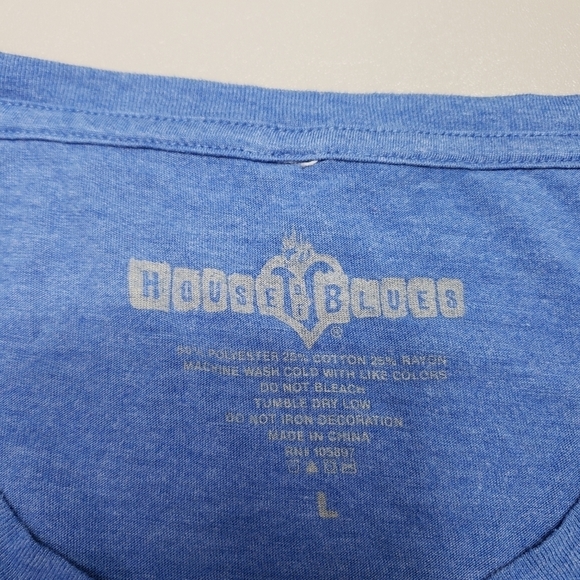 HOUSE OF BLUES
®
50% POLYESTER 25% COTTON 25% RAYON
MACHINE WASH COLD WITH LIKE COLORS
DO NOT BLEACH
TUMBLE DRY LOW
DO NOT IRON DECORATION
MADE IN CHINA
RN# 105897
L